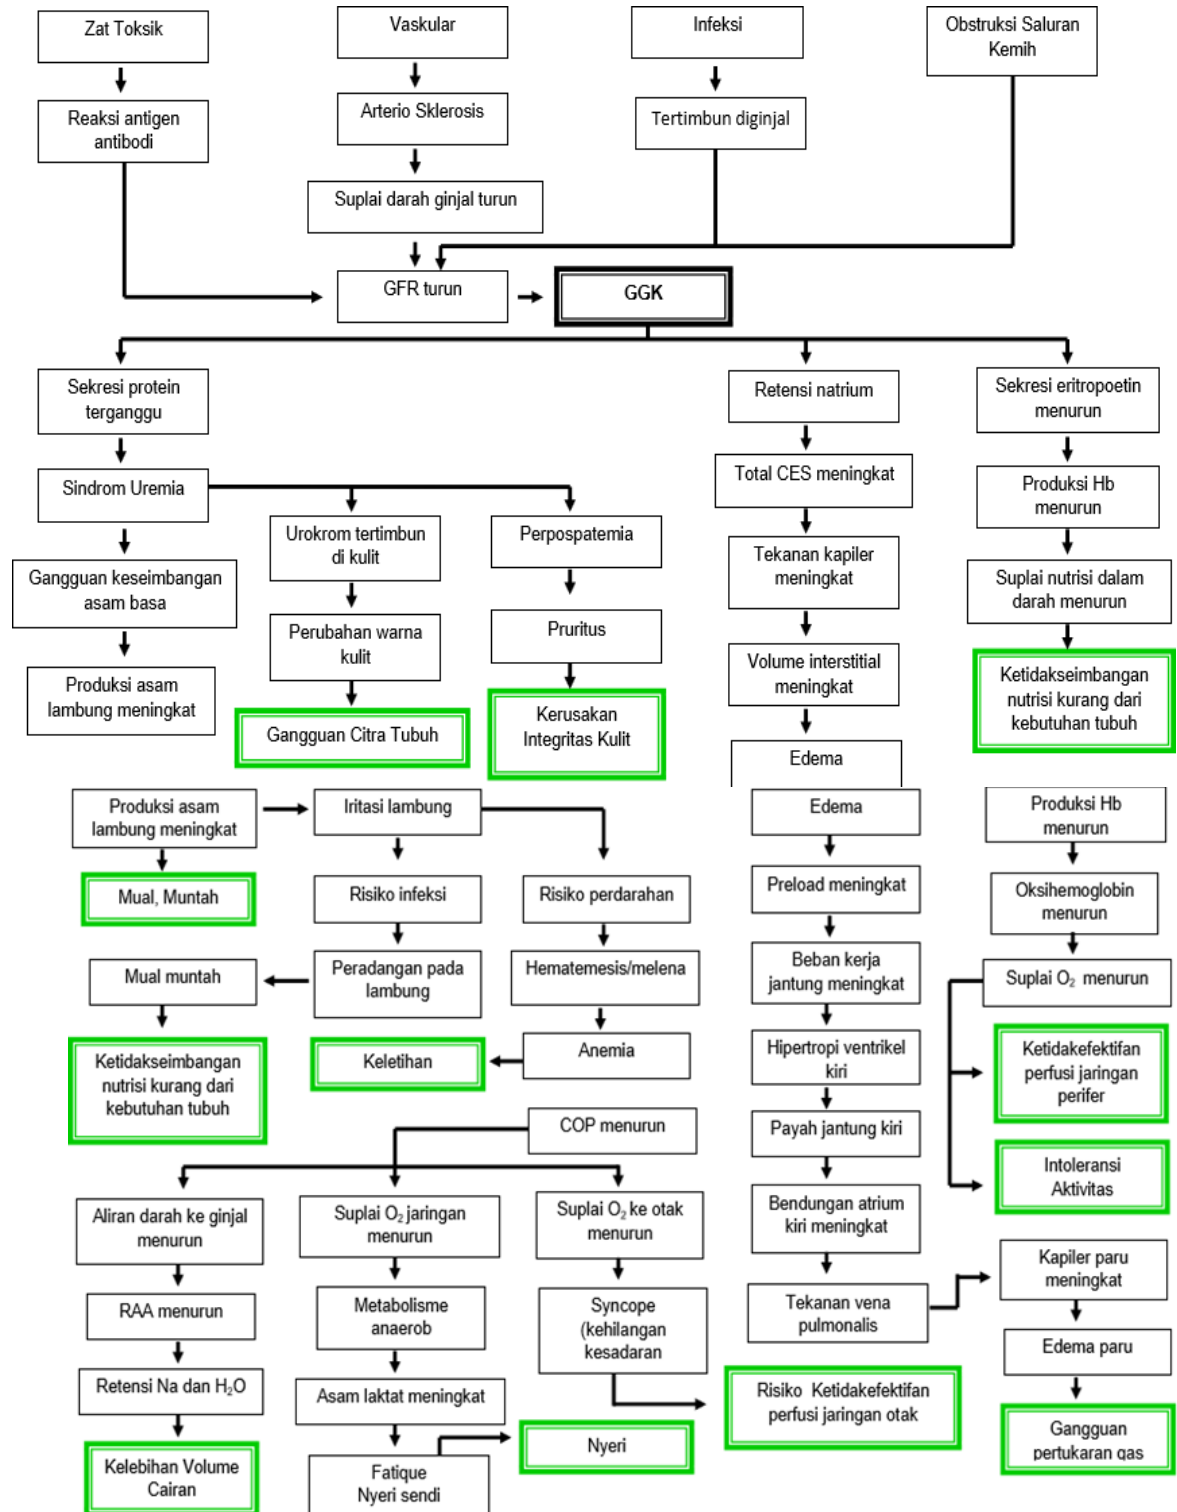 Zat Toksik
Vaskular
Infeksi
Obstruksi Saluran
Kemih
Reaksi antigen
antibodi
Arterio Sklerosis
Tertimbun diginjal
Suplai darah ginjal turun
GFR turun
GGK
Sekresi protein
terganggu
Retensi natrium
Sekresi eritropoetin
menurun
Sindrom Uremia
Total CES meningkat
Produksi Hb
menurun
Urokrom tertimbun
di kulit
Perpospatemia
Gangguan keseimbangan
asam basa
Tekanan kapiler
meningkat
Suplai nutrisi dalam
darah menurun
Perubahan warna
kulit
Pruritus
Produksi asam
lambung meningkat
Volume interstitial
meningkat
Ketidakseimbangan
nutrisi kurang dari
kebutuhan tubuh
Gangguan Citra Tubuh
Kerusakan
Integritas Kulit
Edema
Produksi asam
lambung meningkat
Iritasi lambung
Edema
Produksi Hb
menurun
Mual, Muntah
Risiko infeksi
Risiko perdarahan
Preload meningkat
Oksihemoglobin
menurun
Mual muntah
Peradangan pada
lambung
Hematemesis/melena
Beban kerja
jantung meningkat
Suplai O₂ menurun
Ketidakseimbangan
nutrisi kurang dari
kebutuhan tubuh
Keletihan
Anemia
Hipertropi ventrikel
kiri
Ketidakefektifan
perfusi jaringan
perifer
COP menurun
Payah jantung kiri
Intoleransi
Aktivitas
Aliran darah ke ginjal
menurun
Suplai O₂ jaringan
menurun
Suplai O₂ ke otak
menurun
Bendungan atrium
kiri meningkat
Kapiler paru
meningkat
RAA menurun
Metabolisme
anaerob
Syncope
(kehilangan
kesadaran
Tekanan vena
pulmonalis
Edema paru
Retensi Na dan H₂O
Asam laktat meningkat
Risiko Ketidakefektifan
perfusi jaringan otak
Gangguan
pertukaran gas
Kelebihan Volume
Cairan
Fatique
Nyeri sendi
Nyeri